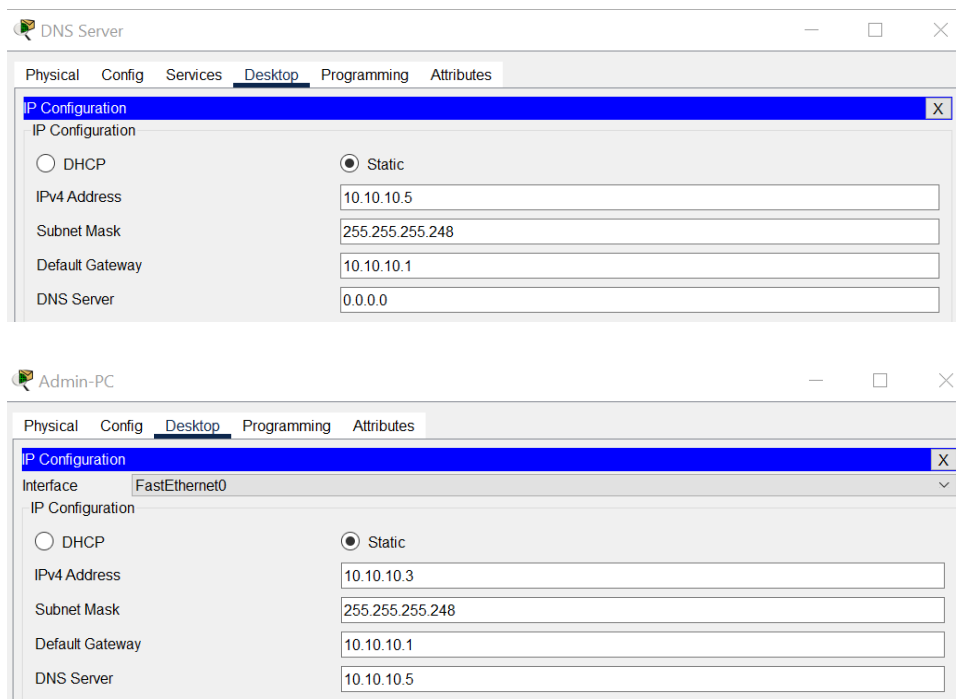 DNS Server
Physical Config Services Desktop Programming Attributes
IP Configuration X
IP Configuration
DHCP Static
IPv4 Address 10.10.10.5
Subnet Mask 255.255.255.248
Default Gateway 10.10.10.1
DNS Server 0.0.0.0
Admin-PC
Physical Config Desktop Programming Attributes
IP Configuration X
Interface FastEthernet0
IP Configuration
DHCP Static
IPv4 Address 10.10.10.3
Subnet Mask 255.255.255.248
Default Gateway 10.10.10.1
DNS Server 10.10.10.5